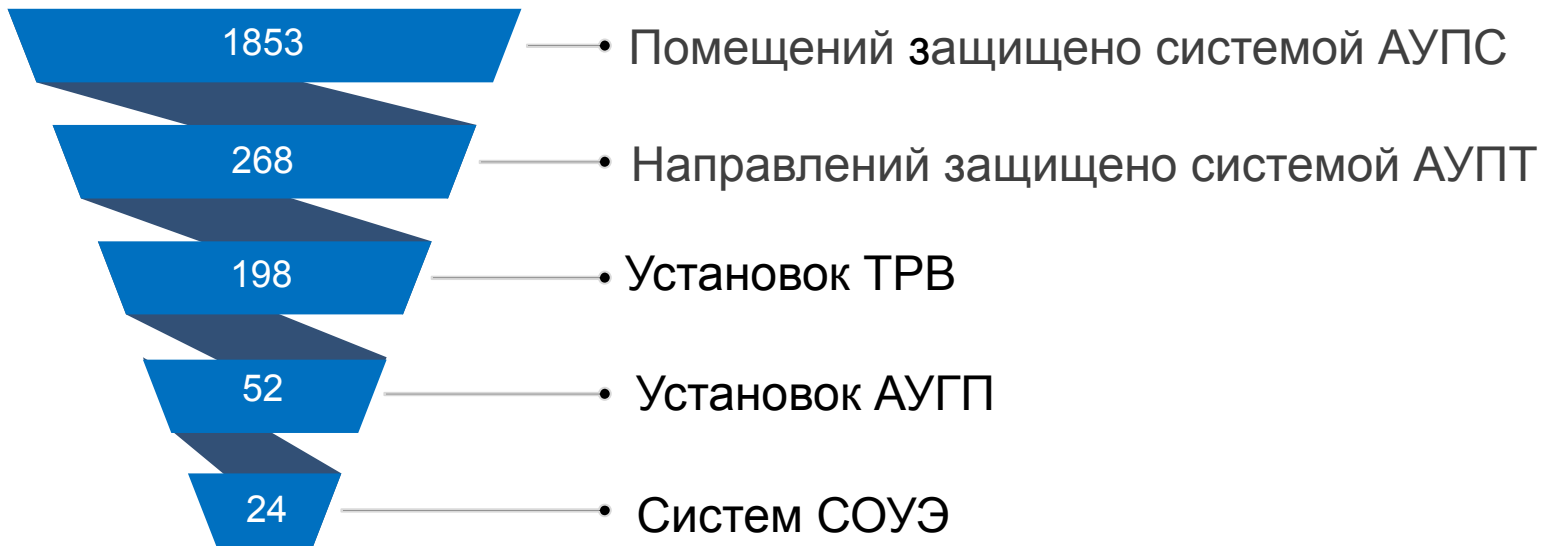 1853
Помещений защищено системой АУПС
268
Направлений защищено системой АУПТ
198
Установок ТРВ
52
Установок АУГП
24
Систем СОУЭ